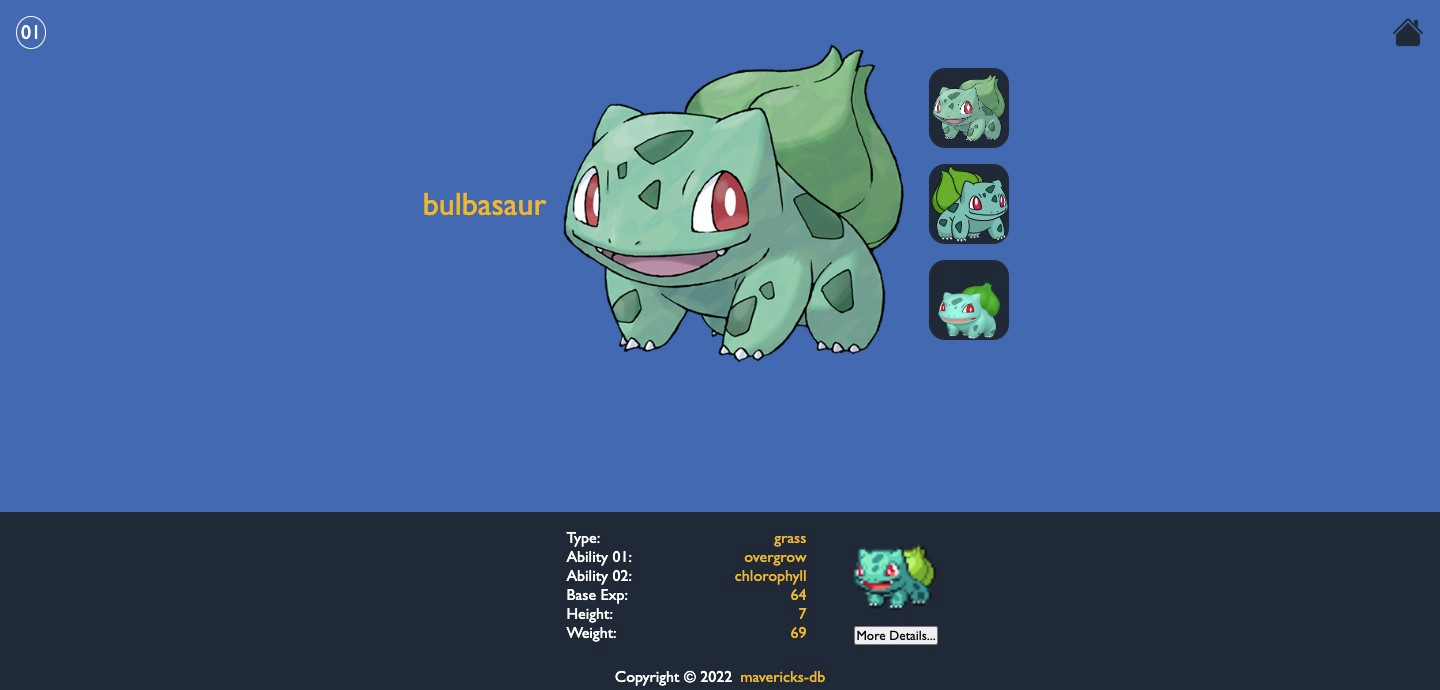 01
bulbasaur
Type: grass
Ability 01: overgrow
Ability 02: chlorophyll
Base Exp: 64
Height: 7
Weight: 69
More Details...
Copyright © 2022 mavericks-db